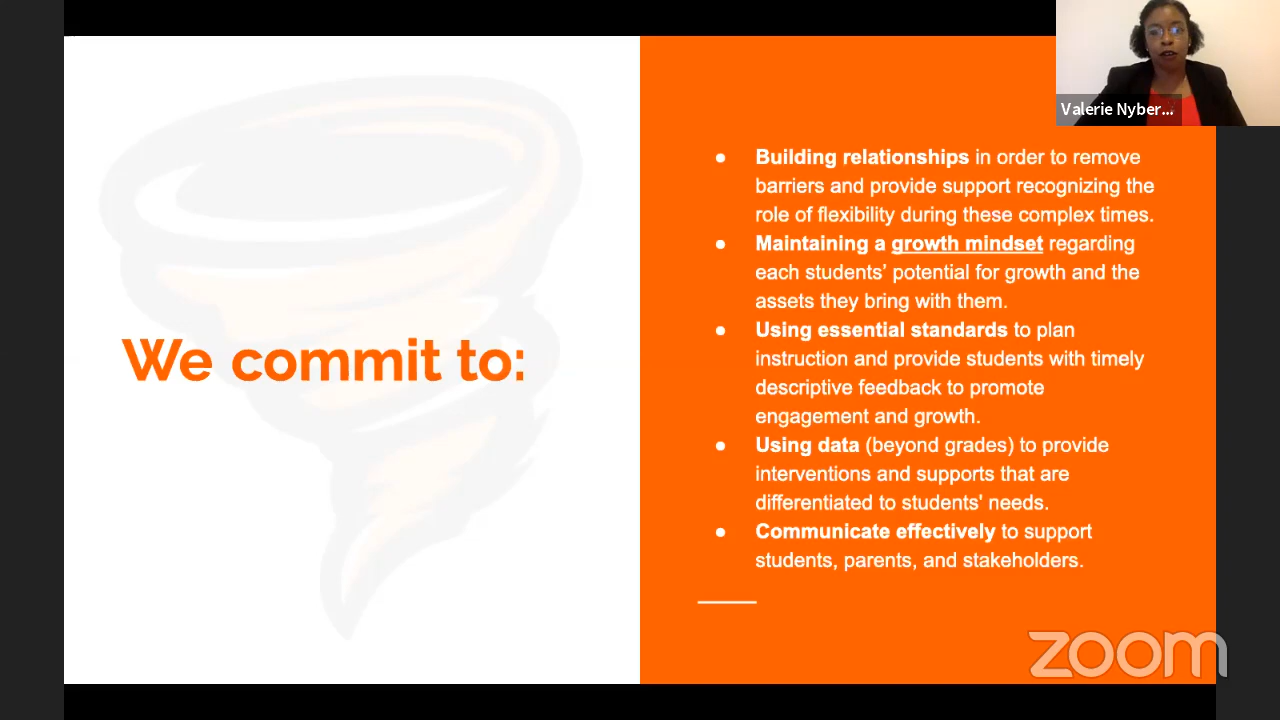 Valerie Nyber...
We commit to:
● Building relationships in order to remove
barriers and provide support recognizing the
role of flexibility during these complex times.
● Maintaining a growth mindset regarding
each students' potential for growth and the
assets they bring with them.
● Using essential standards to plan
instruction and provide students with timely
descriptive feedback to promote
engagement and growth.
● Using data (beyond grades) to provide
interventions and supports that are
differentiated to students' needs.
● Communicate effectively to support
students, parents, and stakeholders.
zoom